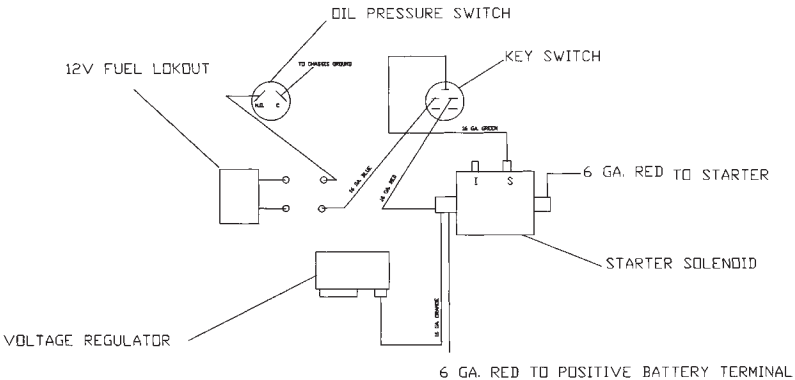 OIL PRESSURE SWITCH
KEY SWITCH
12V FUEL LOKOUT
TO CHASSIS GROUND
N.O. C
16 GA. GREEN
16 GA. BLUE
16 GA. RED
I S
6 GA. RED TO STARTER
STARTER SOLENOID
16 GA. ORANGE
VOLTAGE REGULATOR
6 GA. RED TO POSITIVE BATTERY TERMINAL